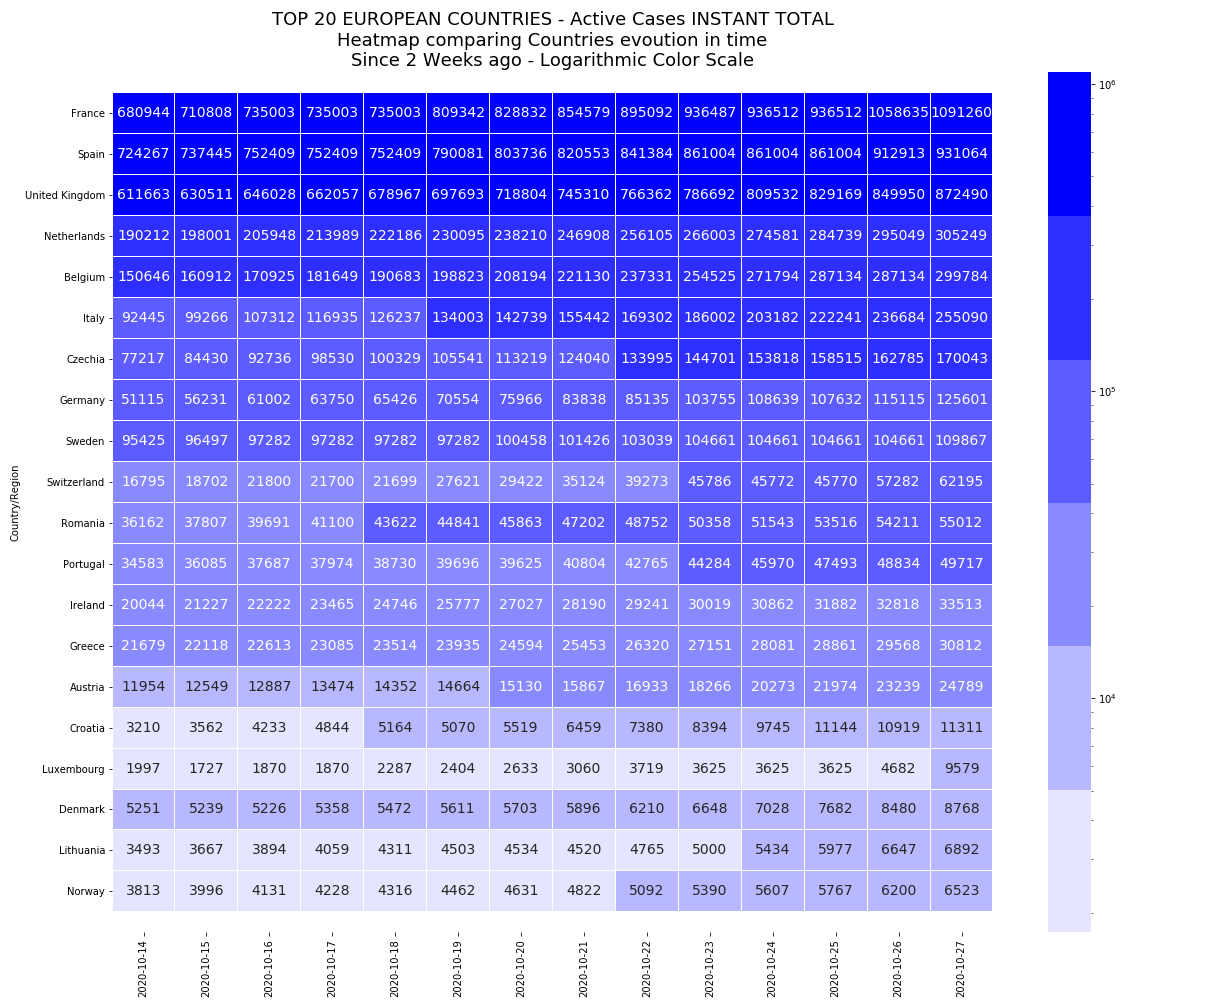 TOP 20 EUROPEAN COUNTRIES - Active Cases INSTANT TOTAL
Heatmap comparing Countries evoution in time
Since 2 Weeks ago - Logarithmic Color Scale
Country/Region
France 680944 710808 735003 735003 735003 809342 828832 854579 895092 936487 936512 936512 1058635 1091260
Spain 724267 737445 752409 752409 752409 790081 803736 820553 841384 861004 861004 861004 912913 931064
United Kingdom 611663 630511 646028 662057 678967 697693 718804 745310 766362 786692 809532 829169 849950 872490
Netherlands 190212 198001 205948 213989 222186 230095 238210 246908 256105 266003 274581 284739 295049 305249
Belgium 150646 160912 170925 181649 190683 198823 208194 221130 237331 254525 271794 287134 287134 299784
Italy 92445 99266 107312 116935 126237 134003 142739 155442 169302 186002 203182 222241 236684 255090
Czechia 77217 84430 92736 98530 100329 105541 113219 124040 133995 144701 153818 158515 162785 170043
Germany 51115 56231 61002 63750 65426 70554 75966 83838 85135 103755 108639 107632 115115 125601
Sweden 95425 96497 97282 97282 97282 97282 100458 101426 103039 104661 104661 104661 104661 109867
Switzerland 16795 18702 21800 21700 21699 27621 29422 35124 39273 45786 45772 45770 57282 62195
Romania 36162 37807 39691 41100 43622 44841 45863 47202 48752 50358 51543 53516 54211 55012
Portugal 34583 36085 37687 37974 38730 39696 39625 40804 42765 44284 45970 47493 48834 49717
Ireland 20044 21227 22222 23465 24746 25777 27027 28190 29241 30019 30862 31882 32818 33513
Greece 21679 22118 22613 23085 23514 23935 24594 25453 26320 27151 28081 28861 29568 30812
Austria 11954 12549 12887 13474 14352 14664 15130 15867 16933 18266 20273 21974 23239 24789
Croatia 3210 3562 4233 4844 5164 5070 5519 6459 7380 8394 9745 11144 10919 11311
Luxembourg 1997 1727 1870 1870 2287 2404 2633 3060 3719 3625 3625 3625 4682 9579
Denmark 5251 5239 5226 5358 5472 5611 5703 5896 6210 6648 7028 7682 8480 8768
Lithuania 3493 3667 3894 4059 4311 4503 4534 4520 4765 5000 5434 5977 6647 6892
Norway 3813 3996 4131 4228 4316 4462 4631 4822 5092 5390 5607 5767 6200 6523
2020-10-14 2020-10-15 2020-10-16 2020-10-17 2020-10-18 2020-10-19 2020-10-20 2020-10-21 2020-10-22 2020-10-23 2020-10-24 2020-10-25 2020-10-26 2020-10-27
10⁶
10⁵
10⁴